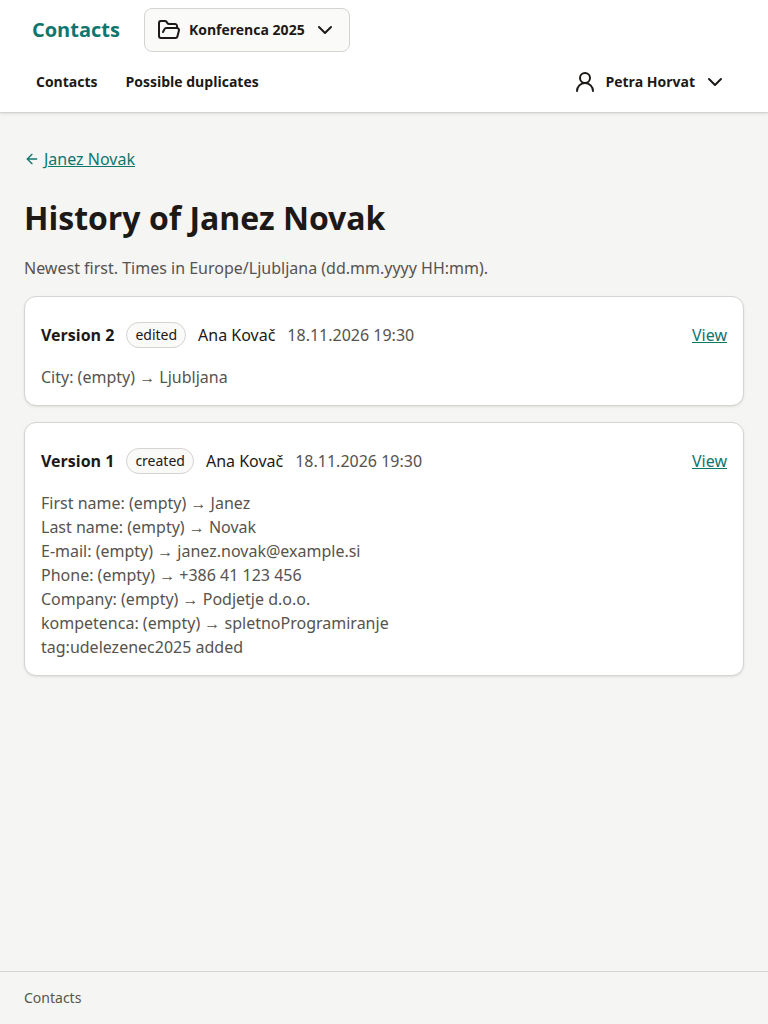 Contacts
Konferenca 2025
Contacts
Possible duplicates
Petra Horvat
← Janez Novak
History of Janez Novak
Newest first. Times in Europe/Ljubljana (dd.mm.yyyy HH:mm).
Version 2 edited Ana Kovač 18.11.2026 19:30 View
City: (empty) → Ljubljana
Version 1 created Ana Kovač 18.11.2026 19:30 View
First name: (empty) → Janez
Last name: (empty) → Novak
E-mail: (empty) → janez.novak@example.si
Phone: (empty) → +386 41 123 456
Company: (empty) → Podjetje d.o.o.
kompetenca: (empty) → spletnoProgramiranje
tag:udelezenec2025 added
Contacts